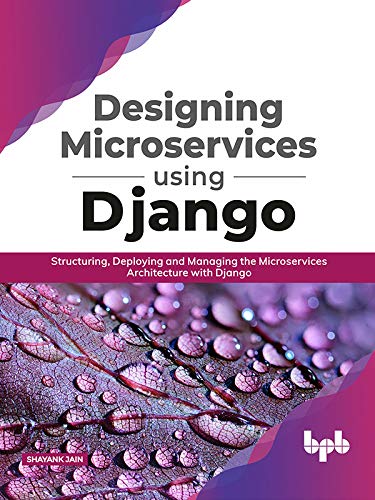 Designing
Microservices
using
Django
Structuring, Deploying and Managing the Microservices
Architecture with Django
SHAYANK JAIN
bpb